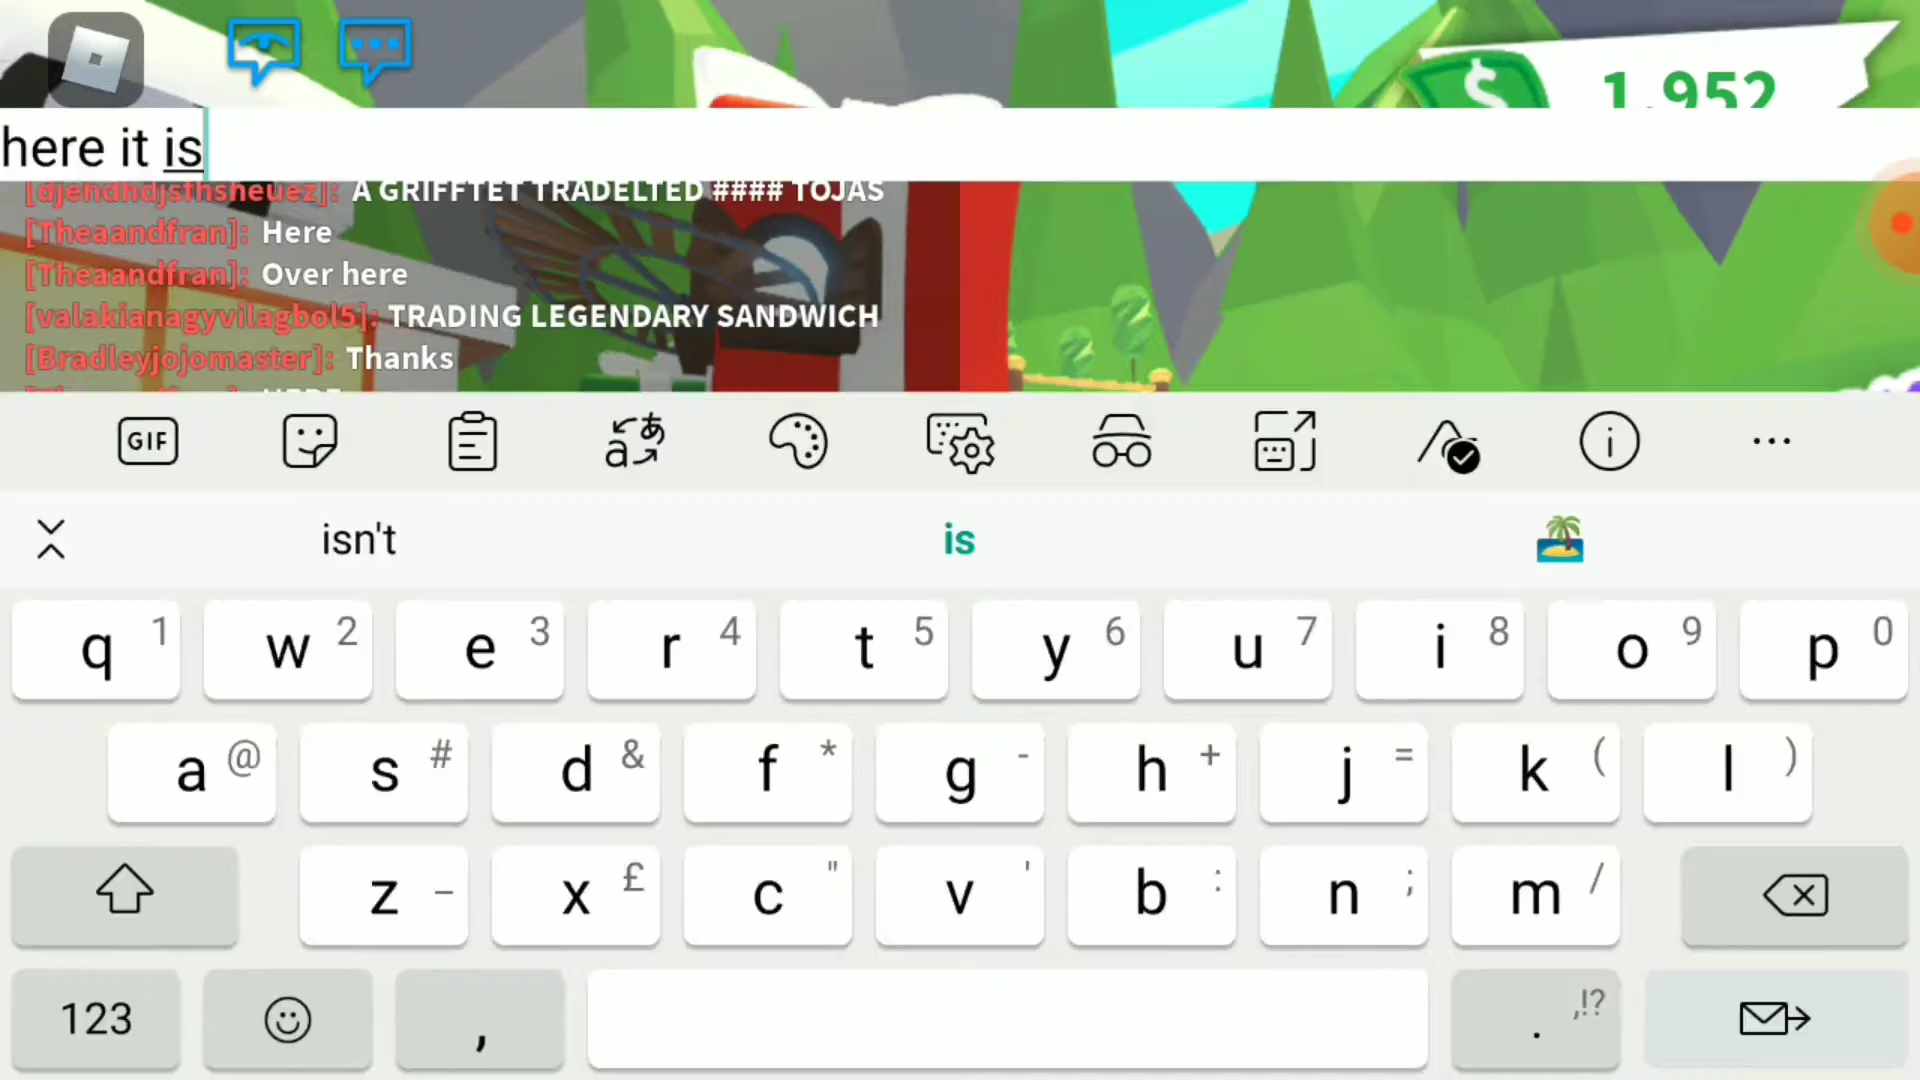 1,952
here it is
[djehdhdjsfhsheuez]: A GRIFFTET TRADELTED #### TOJAS
[Theaandfran]: Here
[Theaandfran]: Over here
[valakianagyvilagbol5]: TRADING LEGENDARY SANDWICH
[Bradleyjojomaster]: Thanks
GIF
isn't is
q 1 w 2 e 3 r 4 t 5 y 6 u 7 i 8 o 9 p 0
a @ s # d & f * g - h + j = k ( l )
z _ x £ c " v ' b : n ; m /
123 , . ,!?